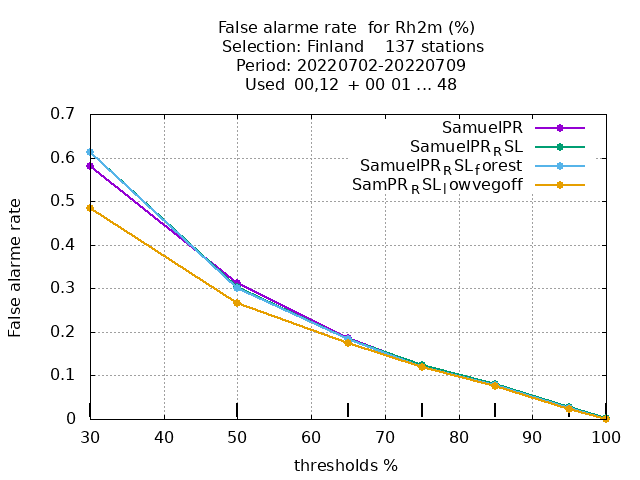 False alarme rate  for Rh2m (%)
Selection: Finland    137 stations
Period: 20220702-20220709
Used  00,12  + 00 01 ... 48
0.7
0.6
0.5
0.4
0.3
0.2
0.1
0
False alarme rate
SamuelPR
SamuelPR_RSL
SamuelPR_RSL_forest
SamPR_RSL_lowvegoff
30 40 50 60 70 80 90 100
thresholds %